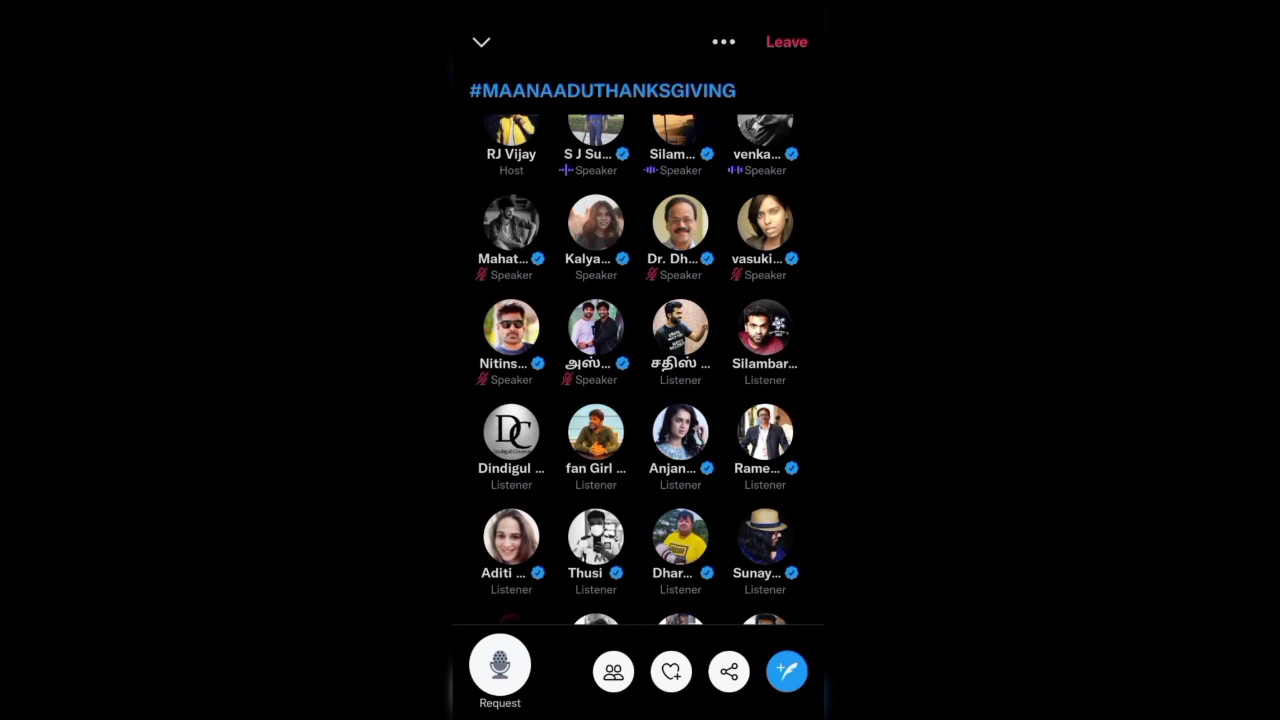 Leave
#MAANAADUTHANKSGIVING
RJ Vijay S J Su... Silam... venka...
Host Speaker Speaker Speaker
Mahat... Kalya... Dr. Dh... vasuki...
Speaker Speaker Speaker Speaker
Nitins... அஸ்... சதிஸ் ... Silambar...
Speaker Speaker Listener Listener
DC
Dindigul ... fan Girl ... Anjan... Rame...
Listener Listener Listener Listener
Aditi ... Thusi Dhar... Sunay...
Listener Listener Listener Listener
Request